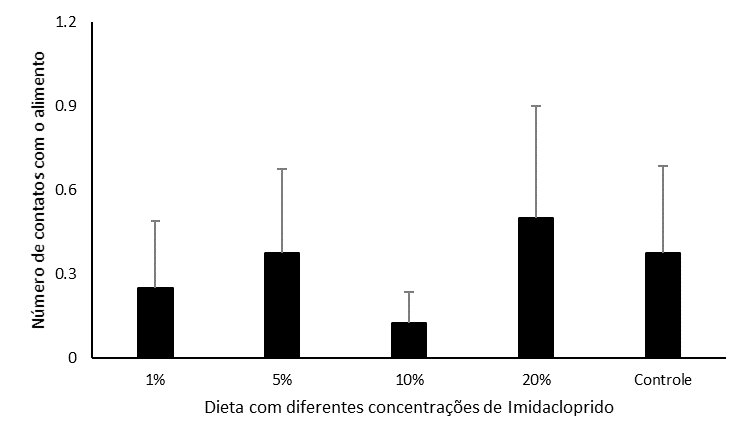 Número de contatos com o alimento
1.2
0.9
0.6
0.3
0
1% 5% 10% 20% Controle
Dieta com diferentes concentrações de Imidacloprido